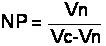 NP = Vn
Vc-Vn